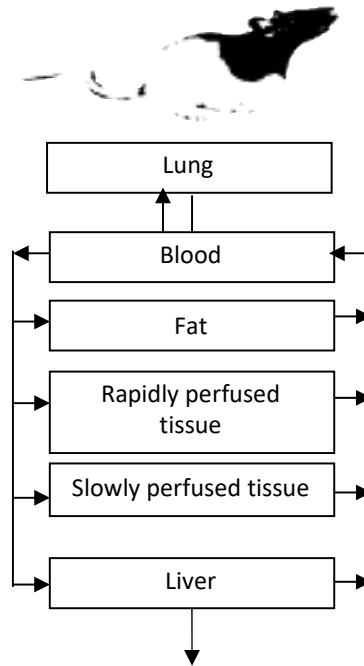 Lung
Blood
Fat
Rapidly perfused
tissue
Slowly perfused tissue
Liver